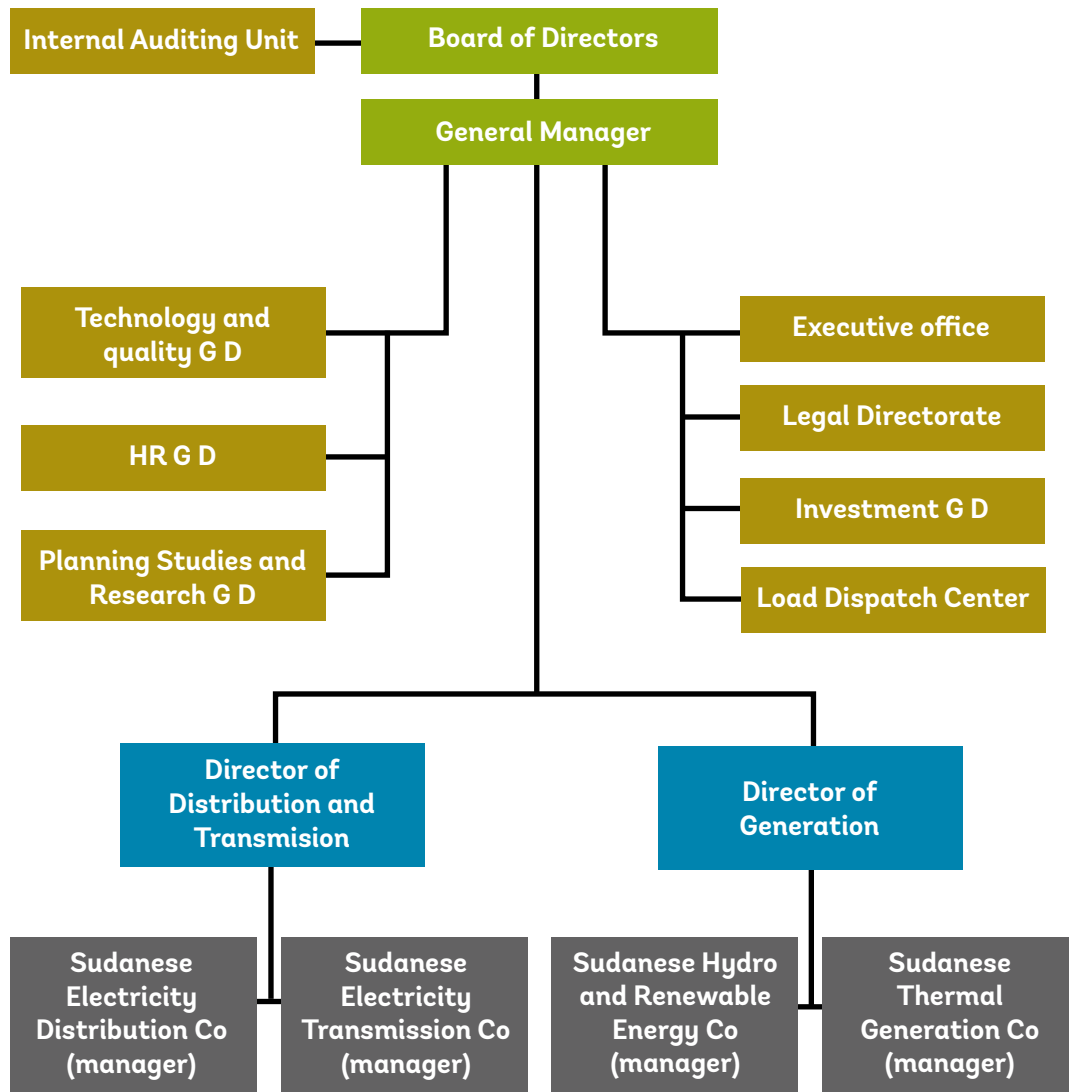 Internal Auditing Unit
Board of Directors
General Manager
Technology and
quality G D
HR G D
Planning Studies and
Research G D
Executive office
Legal Directorate
Investment G D
Load Dispatch Center
Director of
Distribution and
Transmision
Director of
Generation
Sudanese
Electricity
Distribution Co
(manager)
Sudanese
Electricity
Transmission Co
(manager)
Sudanese Hydro
and Renewable
Energy Co
(manager)
Sudanese
Thermal
Generation Co
(manager)